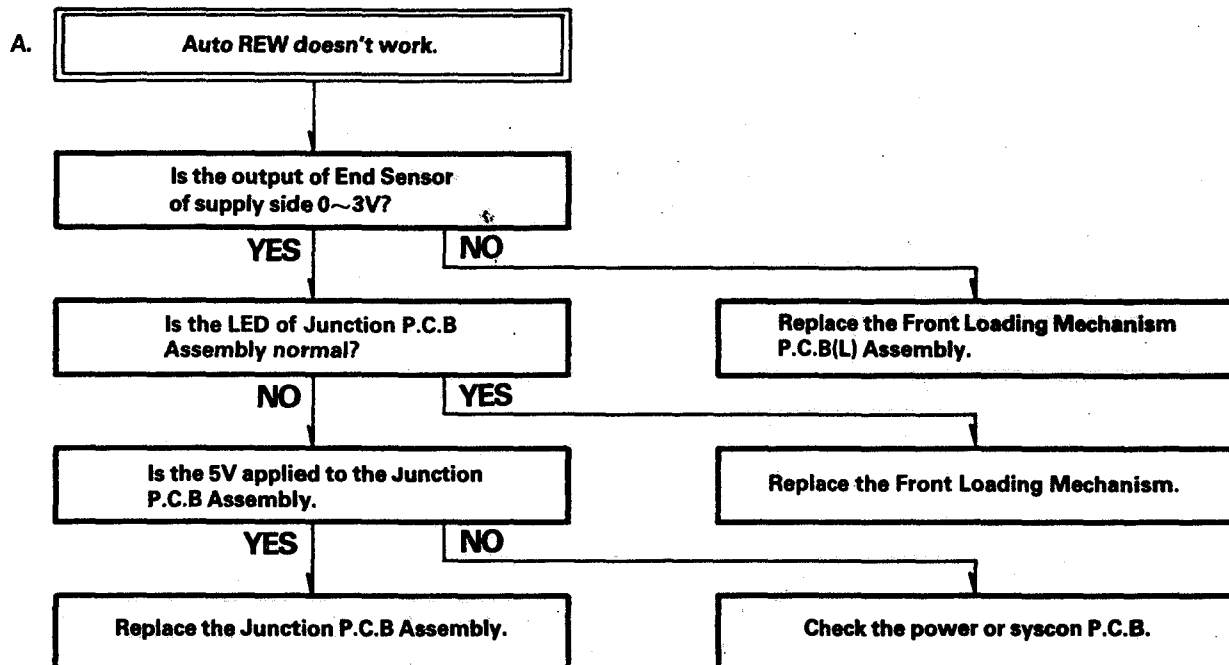 A.
Auto REW doesn't work.
Is the output of End Sensor
of supply side 0~3V?
YES
NO
Is the LED of Junction P.C.B
Assembly normal?
Replace the Front Loading Mechanism
P.C.B(L) Assembly.
NO
YES
Is the 5V applied to the Junction
P.C.B Assembly.
Replace the Front Loading Mechanism.
YES
NO
Replace the Junction P.C.B Assembly.
Check the power or syscon P.C.B.